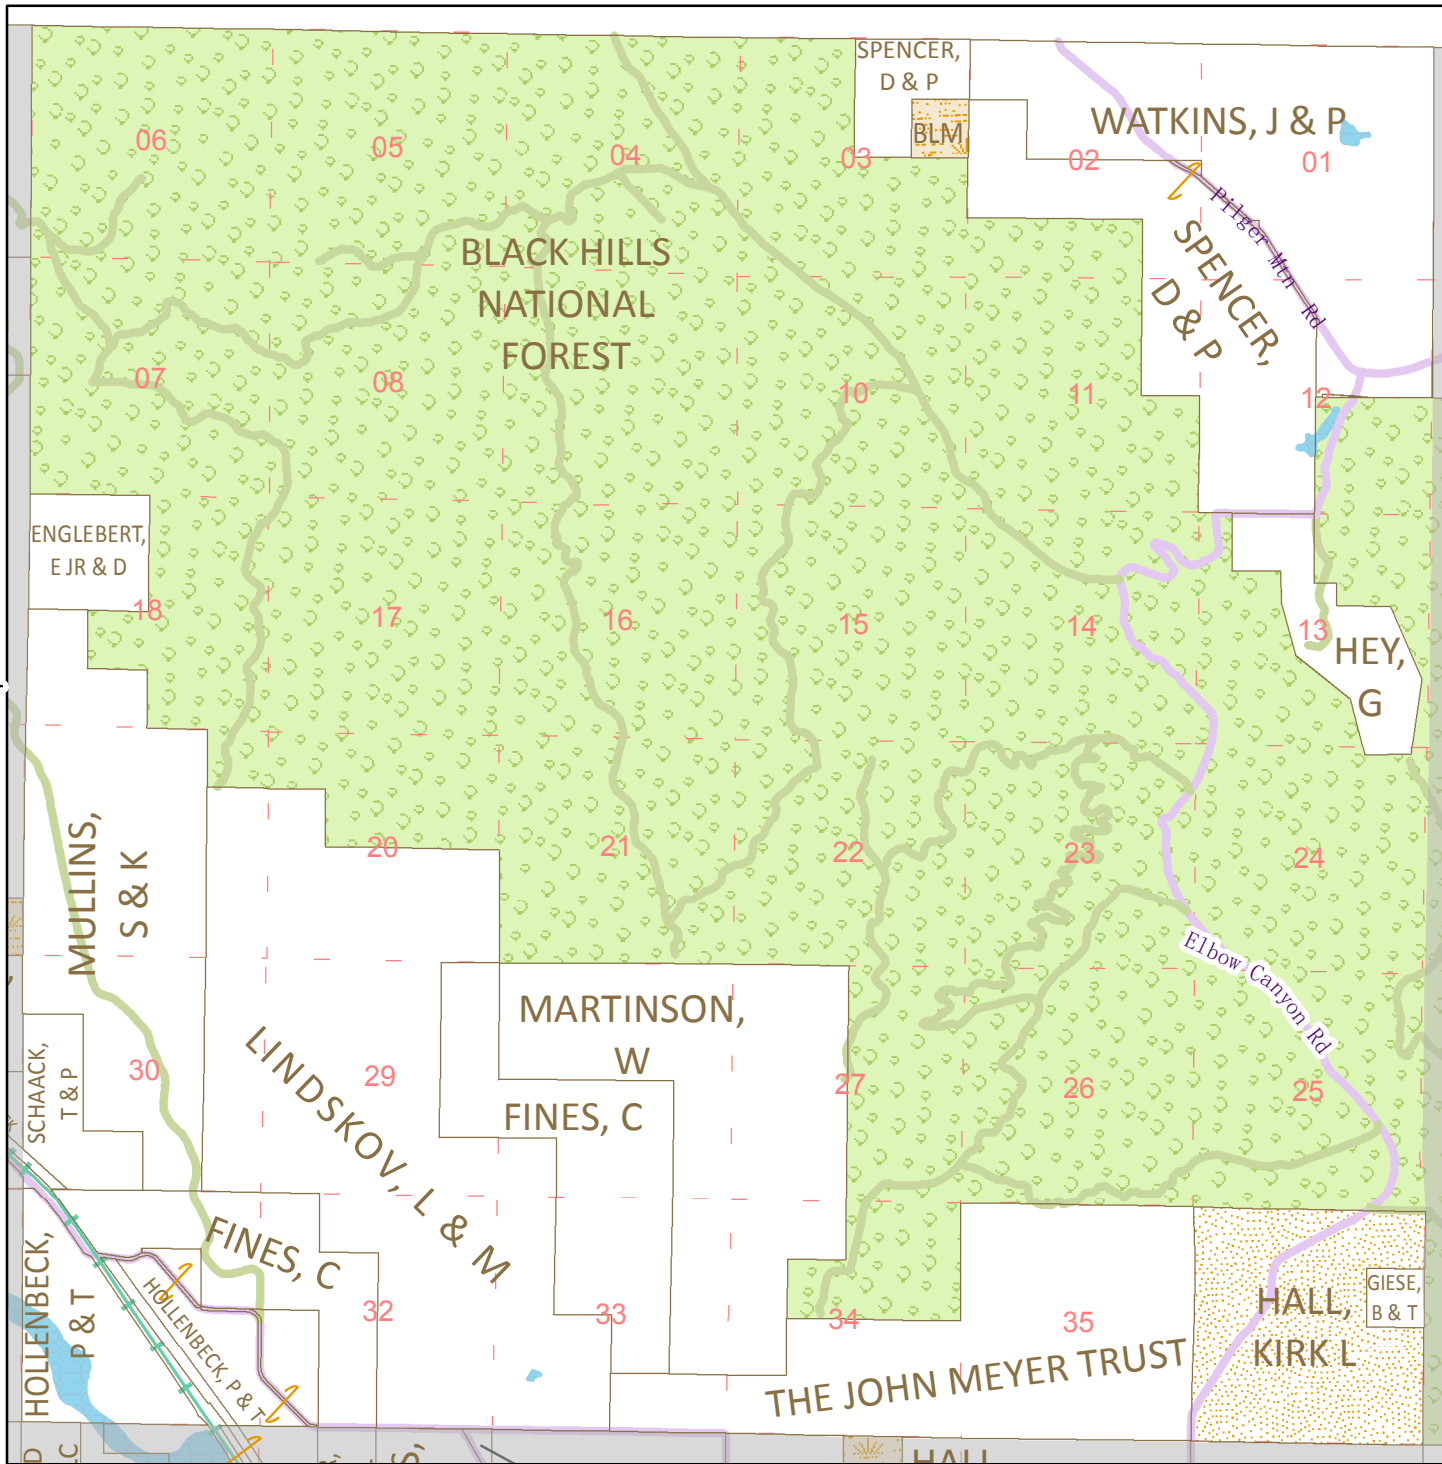 SPENCER,
D & P
BLM
WATKINS, J & P
06
05
04
03
02
01
Pilger Mtn Rd
SPENCER,
D & P
BLACK HILLS
NATIONAL
FOREST
07
08
10
11
12
ENGLEBERT,
E JR & D
18
17
16
15
14
13
HEY,
G
MULLINS,
S & K
20
21
22
23
24
Elbow Canyon Rd
MARTINSON,
W
LINDSKOV, L & M
SCHAACK,
T & P
30
29
FINES, C
27
26
25
HOLLENBECK,
P & T
FINES, C
HOLLENBECK, P & T
32
33
34
35
HALL,
KIRK L
GIESE,
B & T
THE JOHN MEYER TRUST
D
LC
S,
HALL